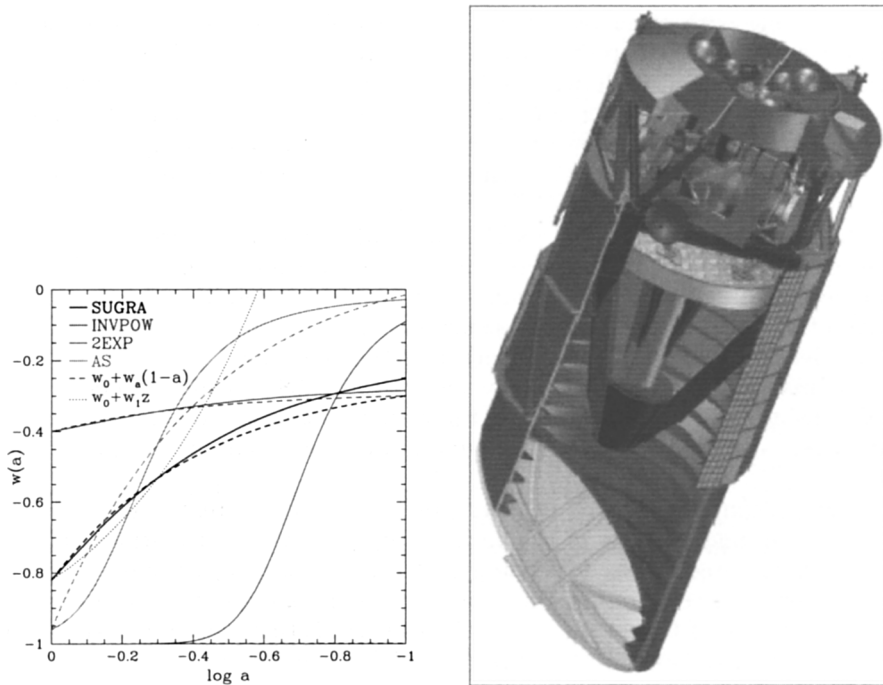 0
SUGRA
INVPOW
2EXP
AS
w₀+wₐ(1-a)
w₀+w₁z
-0.2
-0.4
-0.6
-0.8
-1
w(a)
0 -0.2 -0.4 -0.6 -0.8 -1
log a